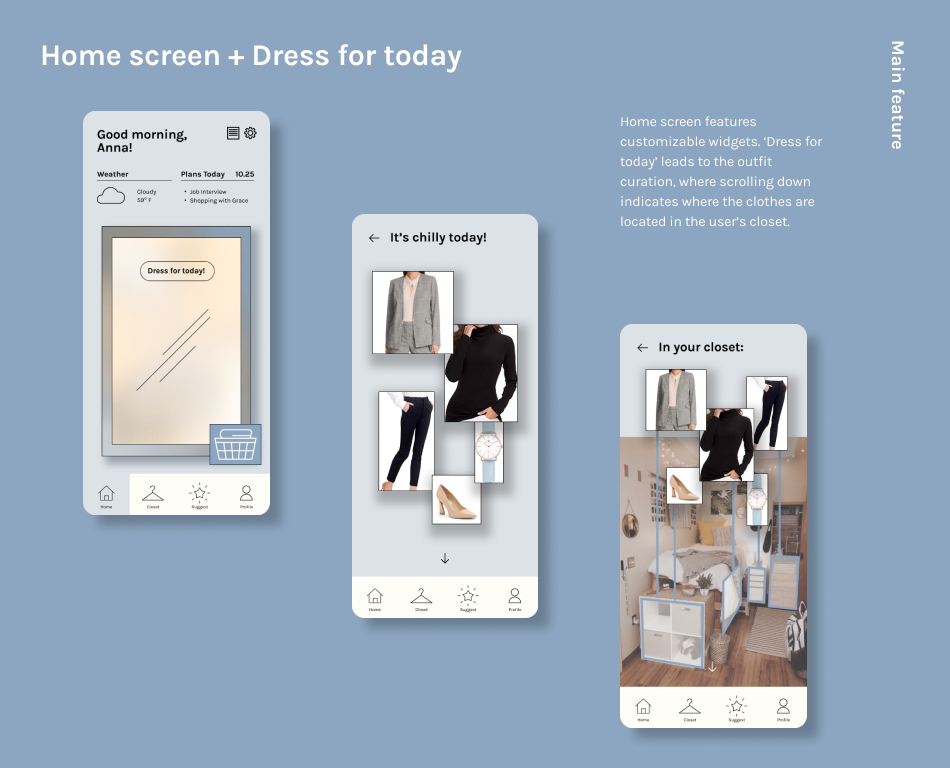 Home screen + Dress for today
Main feature
Good morning,
Anna!
Weather
Cloudy
59° F
Plans Today 10.25
• Job Interview
• Shopping with Grace
Dress for today!
Home Closet Suggest Profile
It's chilly today!
Home Closet Suggest Profile
Home screen features
customizable widgets. ‘Dress for
today’ leads to the outfit
curation, where scrolling down
indicates where the clothes are
located in the user's closet.
In your closet:
Home Closet Suggest Profile